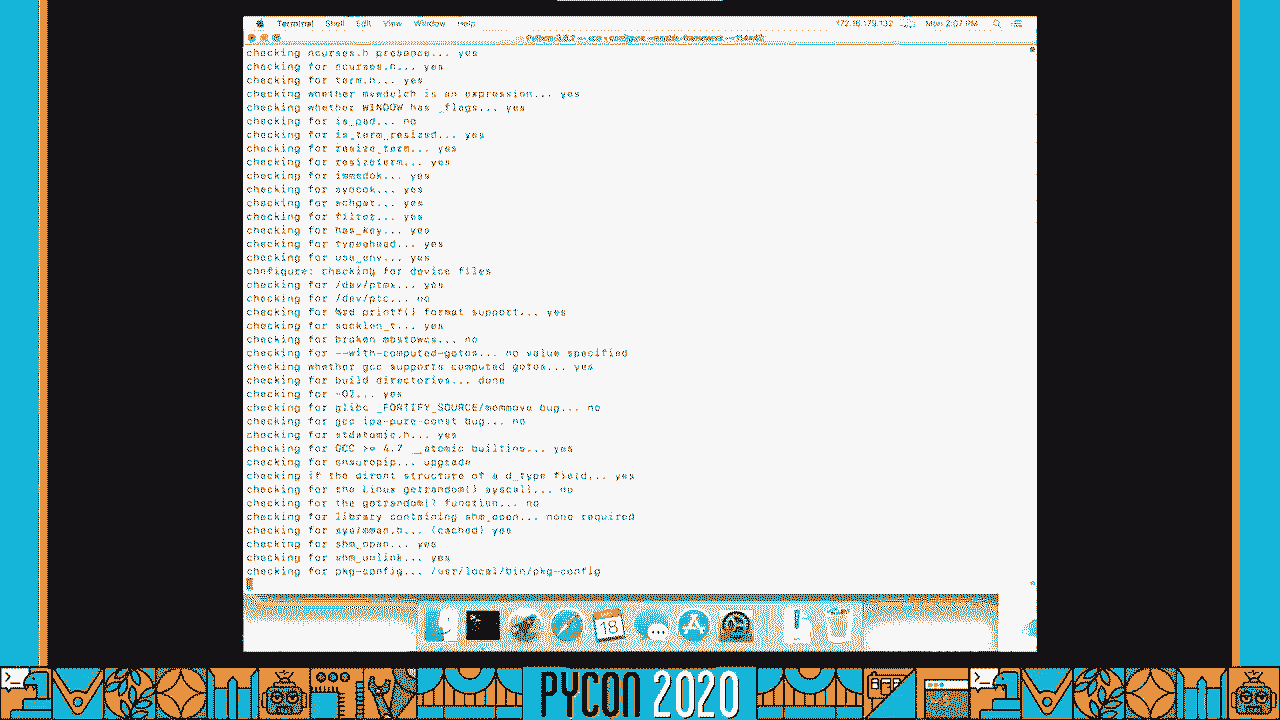 Terminal Shell Edit View Window Help 172.16.179.132 Mon 2:07 PM
checking ncurses.h presence... yes
checking for ncurses.h... yes
checking for term.h... yes
checking whether mvwdelch is an expression... yes
checking whether WINDOW has _flags... yes
checking for is_pad... no
checking for is_term_resized... yes
checking for resize_term... yes
checking for resizeterm... yes
checking for immedok... yes
checking for syncok... yes
checking for wchgat... yes
checking for filter... yes
checking for has_key... yes
checking for typeahead... yes
checking for use_env... yes
configure: checking for device files
checking for /dev/ptmx... yes
checking for /dev/ptc... no
checking for %zd printf() format support... yes
checking for socklen_t... yes
checking for broken mbstowcs... no
checking for --with-computed-gotos... no value specified
checking whether gcc supports computed gotos... yes
checking for build directories... done
checking for -O2... yes
checking for glibc _FORTIFY_SOURCE/memmove bug... no
checking for gcc ipa-pure-const bug... no
checking for stdatomic.h... yes
checking for GCC >= 4.7 __atomic builtins... yes
checking for ensurepip... upgrade
checking if the dirent structure of a d_type field... yes
checking for the Linux getrandom() syscall... no
checking for the getrandom() function... no
checking for library containing shm_open... none required
checking for sys/mman.h... (cached) yes
checking for shm_open... yes
checking for shm_unlink... yes
checking for pkg-config... /usr/local/bin/pkg-config
18
PYCON 2020